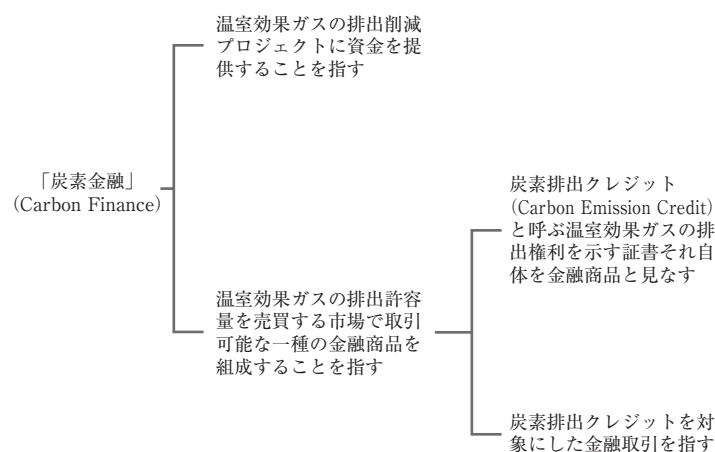 温室効果ガスの排出削減
プロジェクトに資金を提
供することを指す
「炭素金融」
(Carbon Finance)
温室効果ガスの排出許容
量を売買する市場で取引
可能な一種の金融商品を
組成することを指す
炭素排出クレジット
(Carbon Emission Credit)
と呼ぶ温室効果ガスの排
出権利を示す証書それ自
体を金融商品と見なす
炭素排出クレジットを対
象にした金融取引を指す